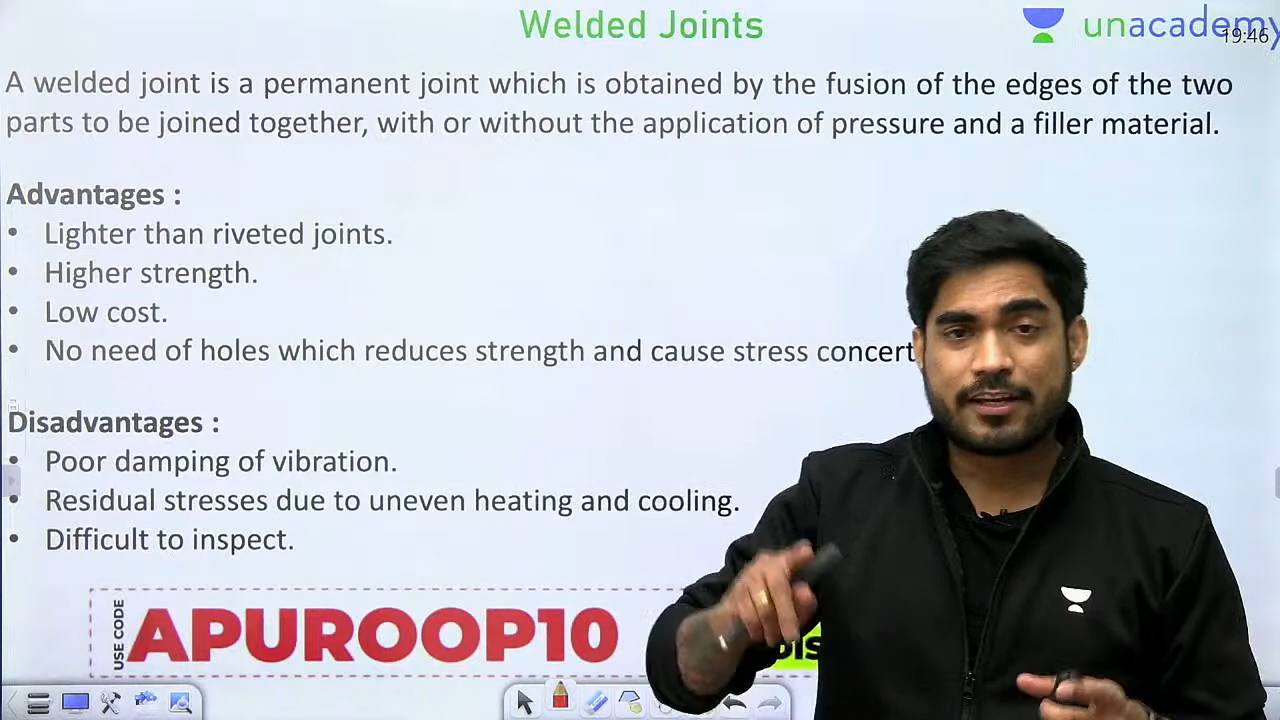 Welded Joints
unacademy
19:46
A welded joint is a permanent joint which is obtained by the fusion of the edges of the two
parts to be joined together, with or without the application of pressure and a filler material.
Advantages :
• Lighter than riveted joints.
• Higher strength.
• Low cost.
• No need of holes which reduces strength and cause stress concert
Disadvantages :
• Poor damping of vibration.
• Residual stresses due to uneven heating and cooling.
• Difficult to inspect.
USE CODE
APUROOP10